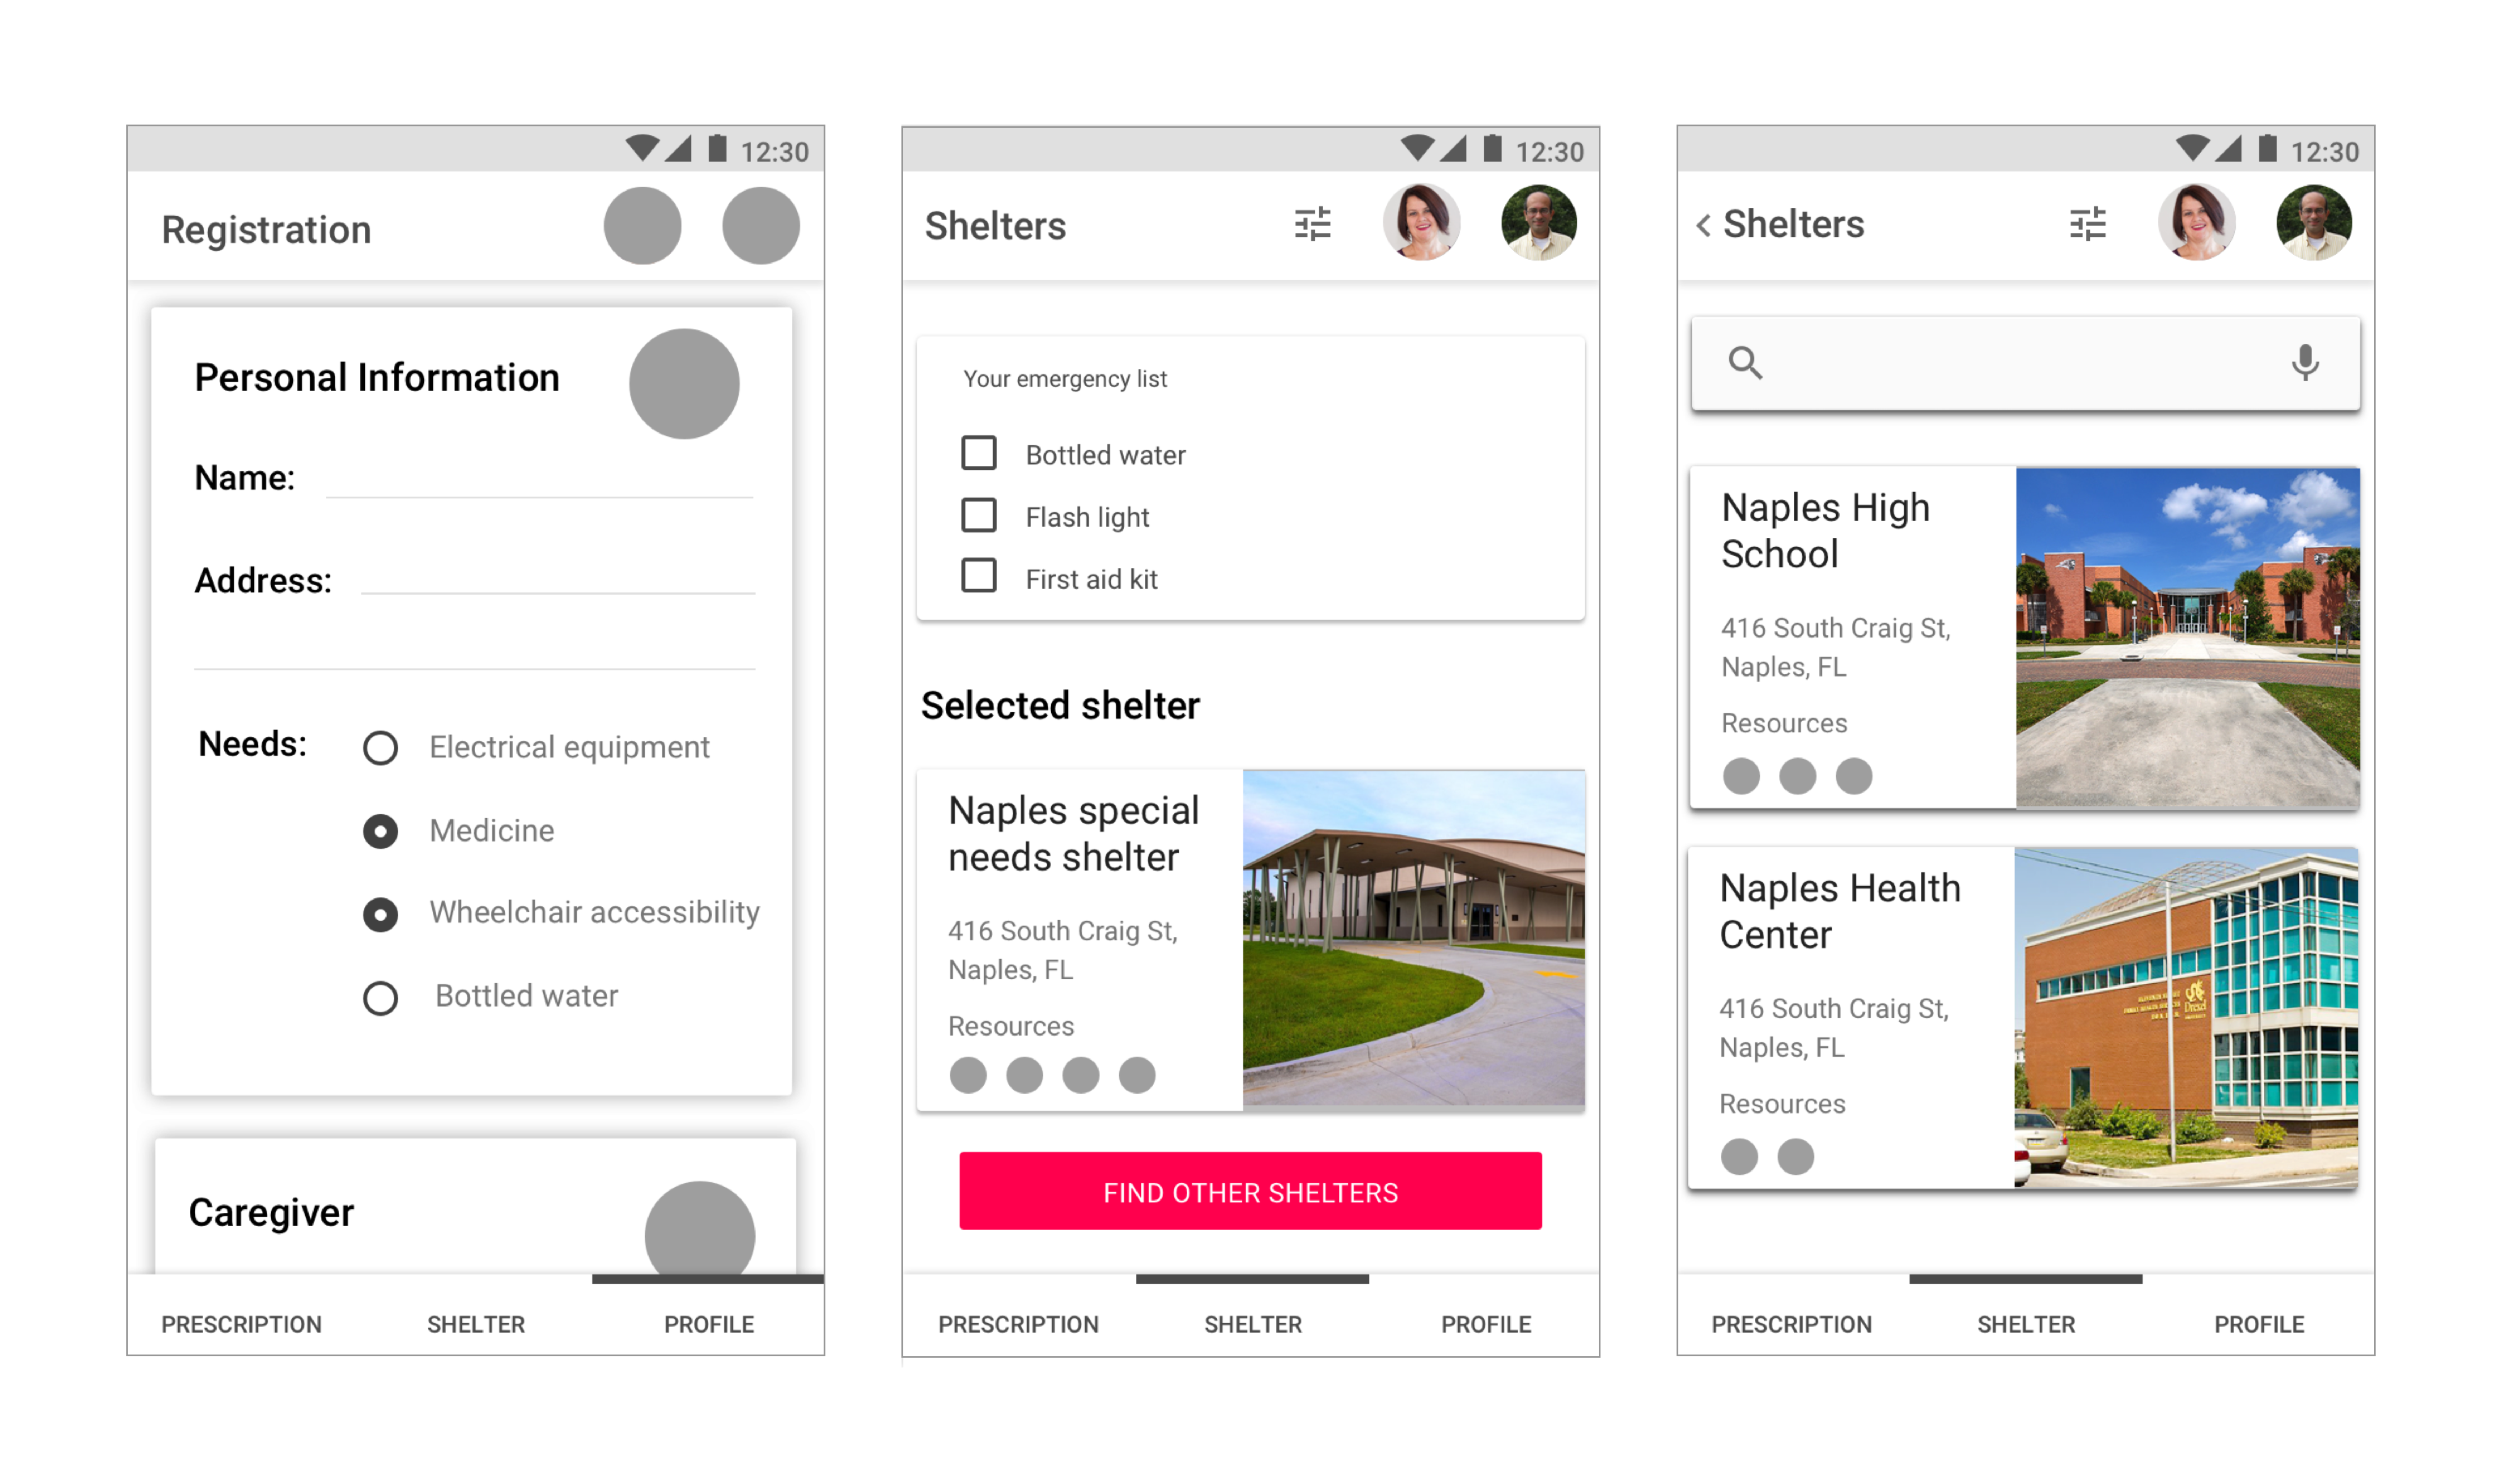 12:30
Registration
Personal Information
Name:
Address:
Needs:
Electrical equipment
Medicine
Wheelchair accessibility
Bottled water
Caregiver
PRESCRIPTION
SHELTER
PROFILE
12:30
Shelters
Your emergency list
Bottled water
Flash light
First aid kit
Selected shelter
Naples special
needs shelter
416 South Craig St,
Naples, FL
Resources
FIND OTHER SHELTERS
PRESCRIPTION
SHELTER
PROFILE
12:30
Shelters
Naples High
School
416 South Craig St,
Naples, FL
Resources
Naples Health
Center
416 South Craig St,
Naples, FL
Resources
Drexel
PRESCRIPTION
SHELTER
PROFILE